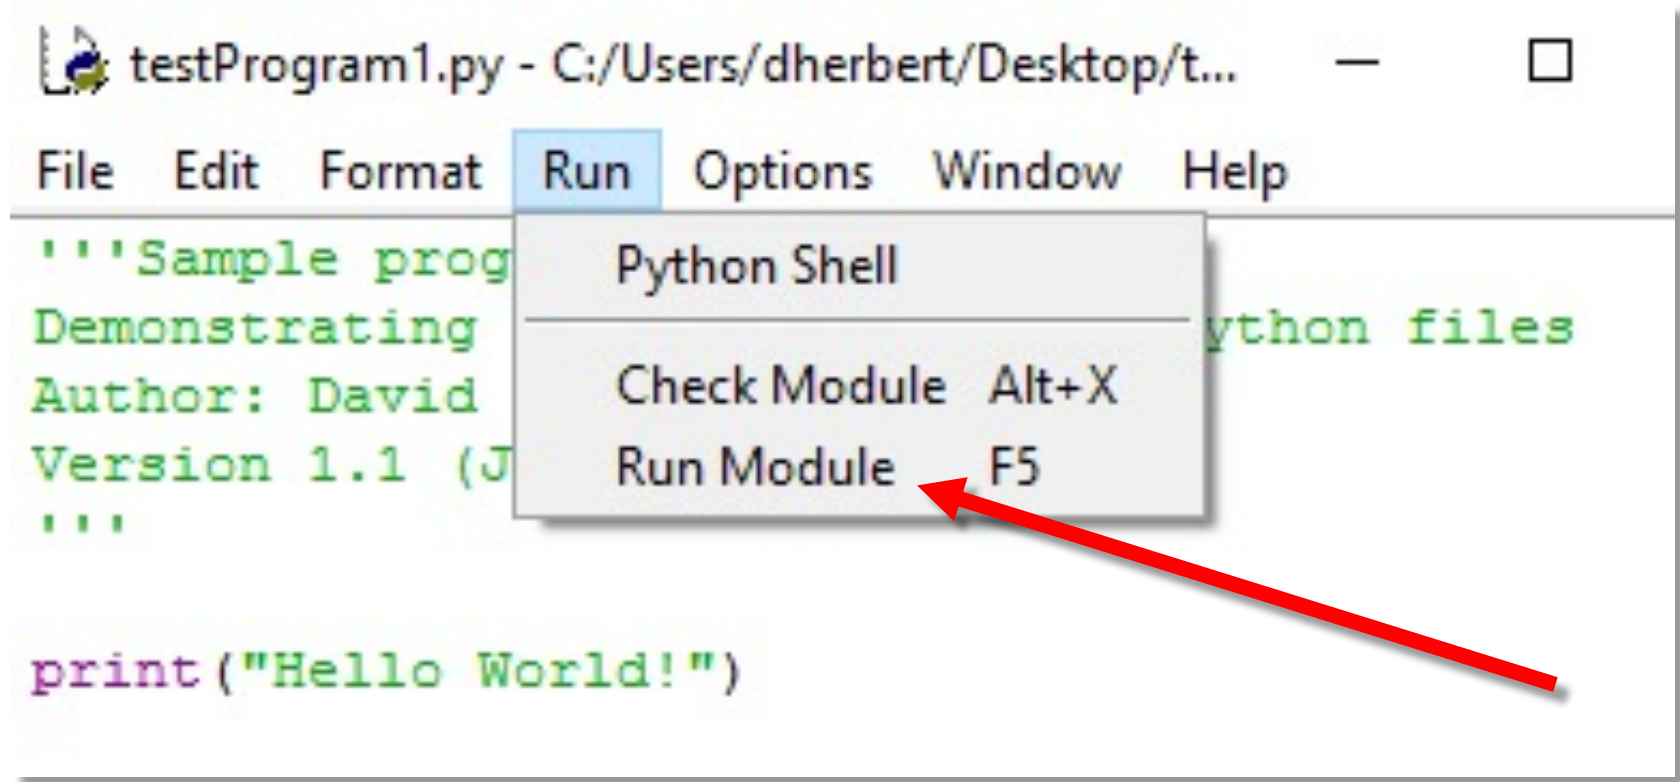 testProgram1.py - C:/Users/dherbert/Desktop/t...
File Edit Format Run Options Window Help
'''Sample prog
Python Shell
Demonstrating ython files
Check Module Alt+X
Author: David
Run Module F5
Version 1.1 (J
'''
print("Hello World!")